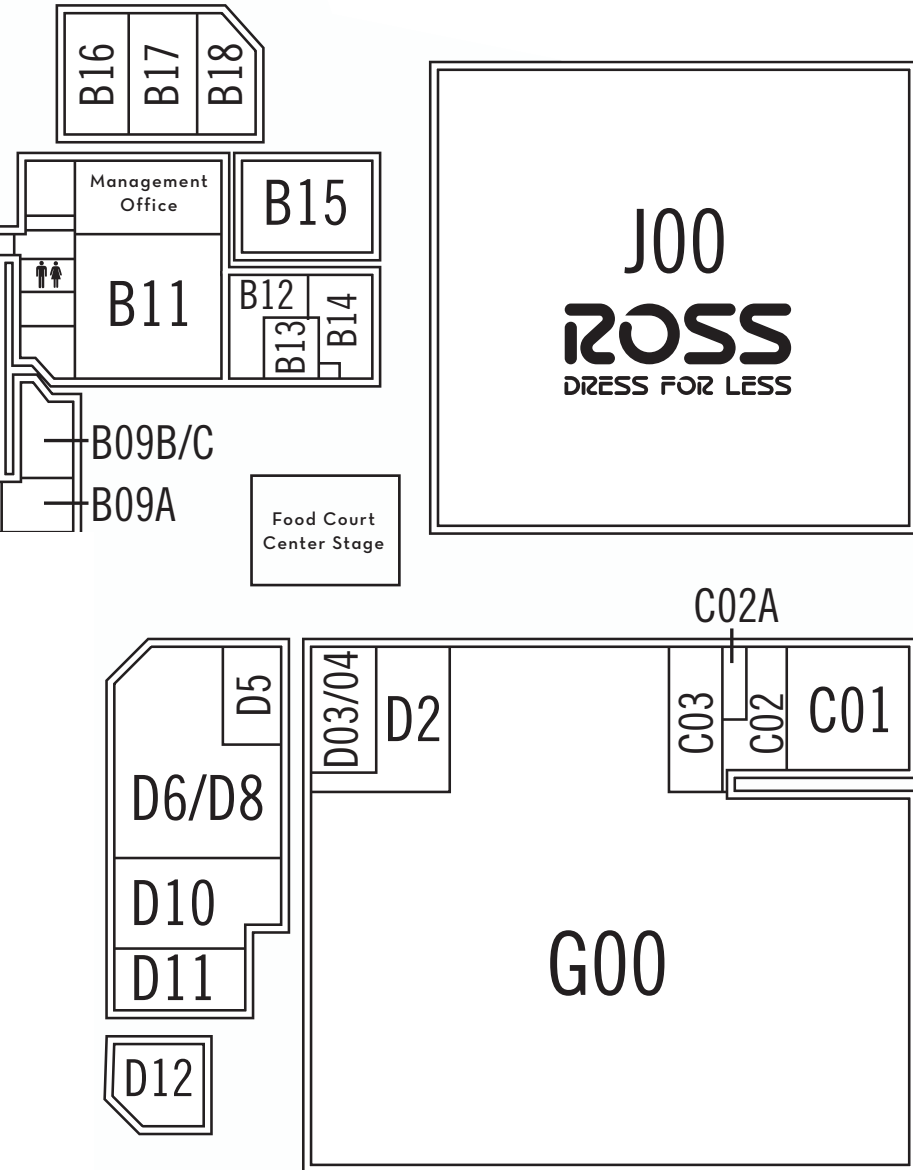 B16
B17
B18
Management
Office
B15
B11
B12
B13
B14
J00
ROSS
DRESS FOR LESS
B09B/C
B09A
Food Court
Center Stage
C02A
D5
D03/04
D2
C03
C02
C01
D6/D8
D10
D11
G00
D12